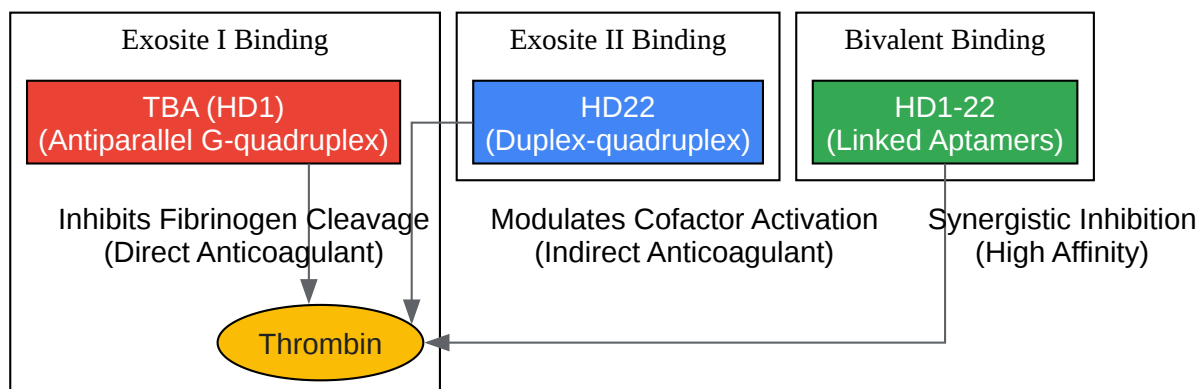 Exosite I Binding
TBA (HD1)
(Antiparallel G-quadruplex)
Inhibits Fibrinogen Cleavage
(Direct Anticoagulant)
Thrombin
Exosite II Binding
HD22
(Duplex-quadruplex)
Modulates Cofactor Activation
(Indirect Anticoagulant)
Bivalent Binding
HD1-22
(Linked Aptamers)
Synergistic Inhibition
(High Affinity)